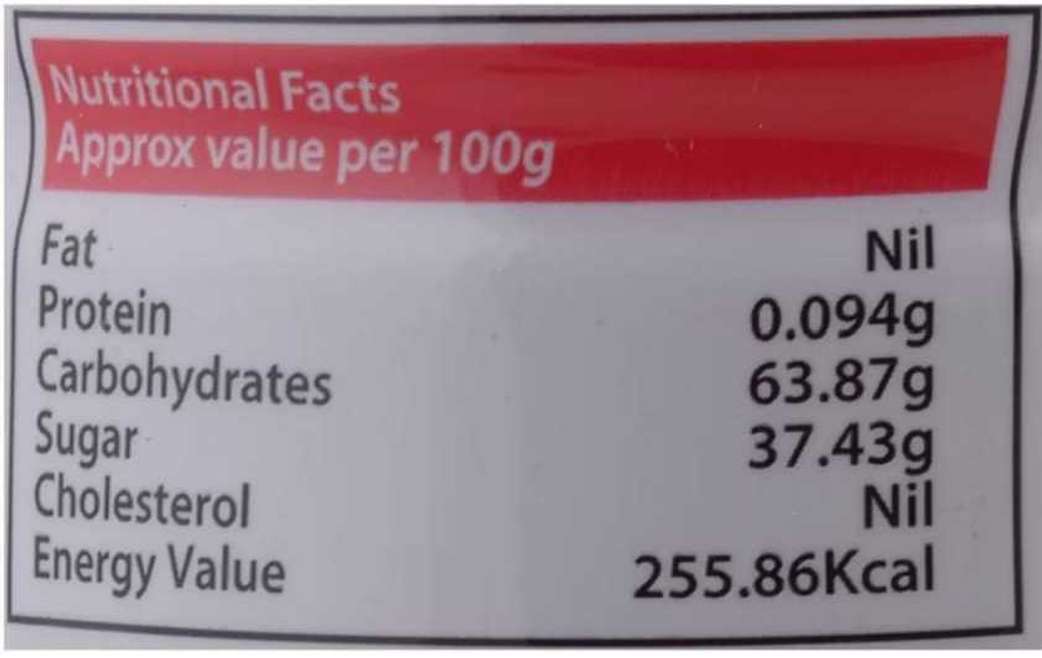 Nutritional Facts
Approx value per 100g
Fat Nil
Protein 0.094g
Carbohydrates 63.87g
Sugar 37.43g
Cholesterol Nil
Energy Value 255.86Kcal